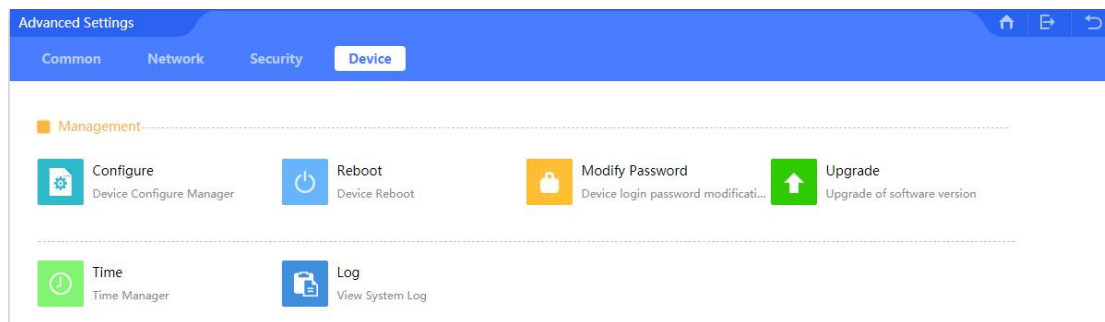 Advanced Settings
Common Network Security Device
Management
Configure Reboot Modify Password Upgrade
Device Configure Manager Device Reboot Device login password modificati... Upgrade of software version
Time Log
Time Manager View System Log